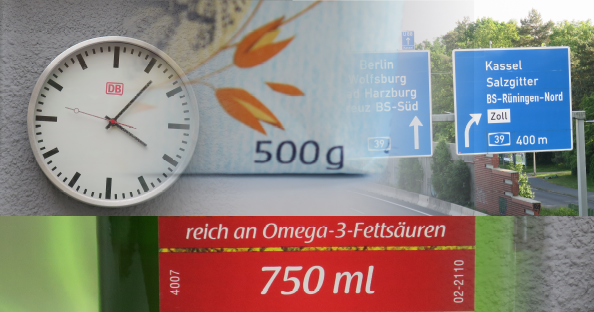 DB
500 g
Berlin
Wolfsburg
Bad Harzburg
Kreuz BS-Süd
39
Kassel
Salzgitter
BS-Rüningen-Nord
Zoll
39 400 m
reich an Omega-3-Fettsäuren
4007
750 ml
02-2110